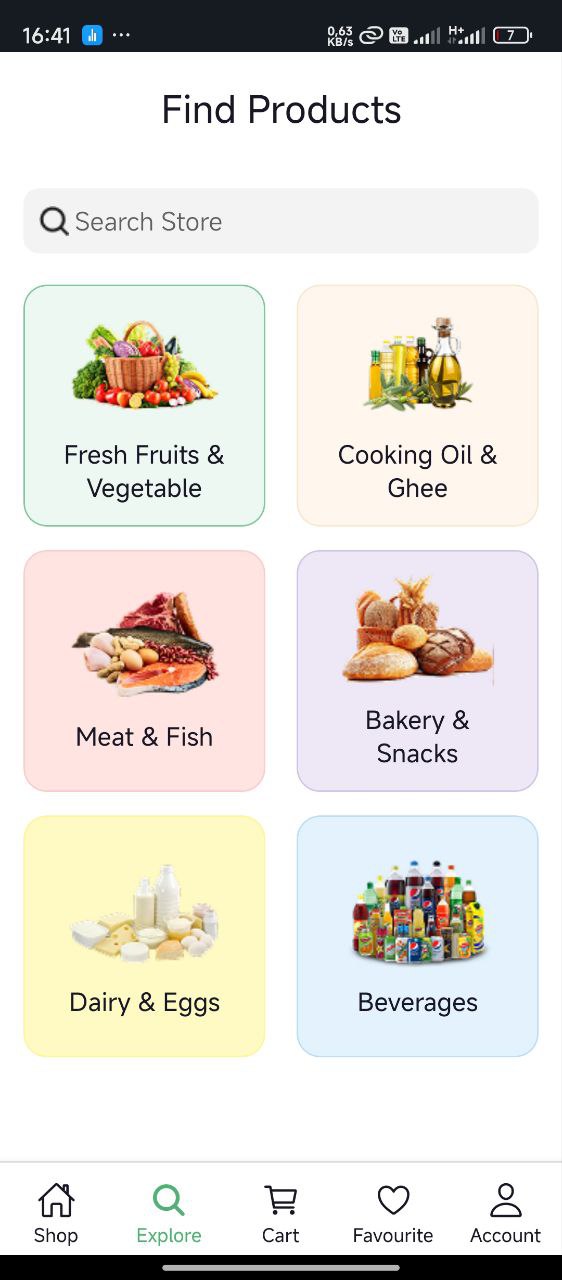 16:41
0,63
KB/s
Vo
LTE
H+
7
Find Products
Search Store
Fresh Fruits &
Vegetable
Cooking Oil &
Ghee
Meat & Fish
Bakery &
Snacks
Dairy & Eggs
Beverages
Shop
Explore
Cart
Favourite
Account